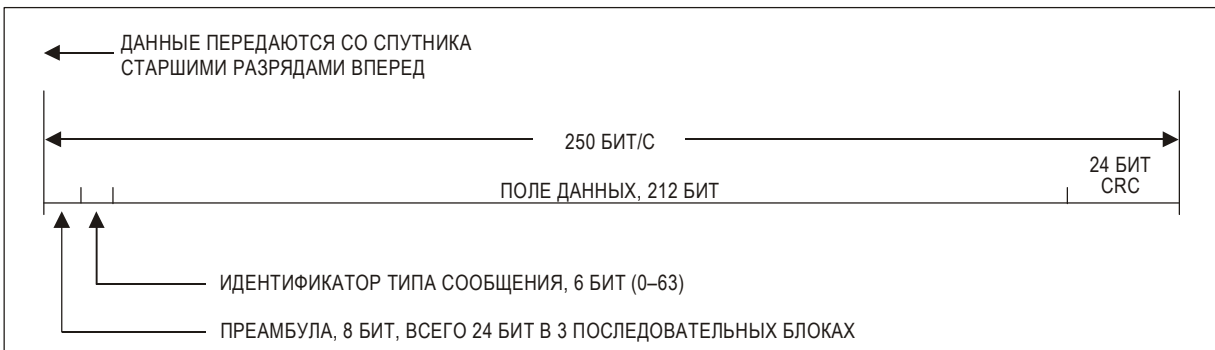 ДАННЫЕ ПЕРЕДАЮТСЯ СО СПУТНИКА
СТАРШИМИ РАЗРЯДАМИ ВПЕРЕД
250 БИТ/С
24 БИТ
CRC
ПОЛЕ ДАННЫХ, 212 БИТ
ИДЕНТИФИКАТОР ТИПА СООБЩЕНИЯ, 6 БИТ (0–63)
ПРЕАМБУЛА, 8 БИТ, ВСЕГО 24 БИТ В 3 ПОСЛЕДОВАТЕЛЬНЫХ БЛОКАХ